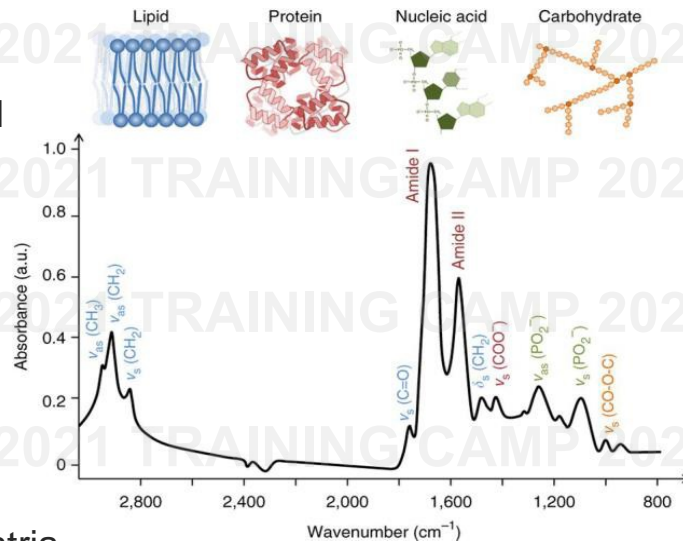 Lipid Protein Nucleic acid Carbohydrate
2021 TRAINING CAMP 202
2021 TRAINING CAMP 202
2021 TRAINING CAMP 202
2021 TRAINING CAMP 202
Absorbance (a.u.)
1.0
0.8
0.6
0.4
0.2
0
νas (CH3)
νas (CH2)
νs (CH2)
νs (C=O)
Amide I
Amide II
δs (CH2)
νs (COO−)
νas (PO2−)
νs (PO2−)
νs (CO-O-C)
2,800 2,400 2,000 1,600 1,200 800
Wavenumber (cm−1)